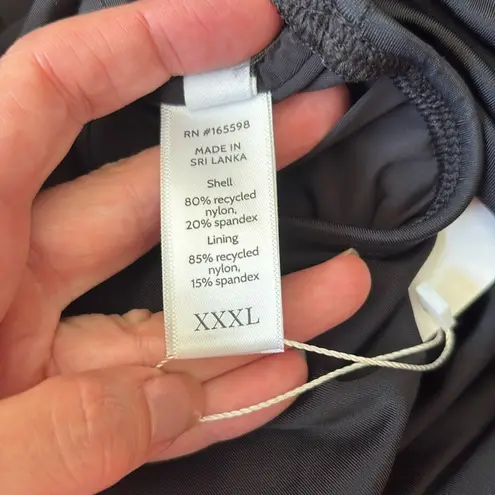 RN #165598
MADE IN
SRI LANKA
Shell
80% recycled
nylon,
20% spandex
Lining
85% recycled
nylon,
15% spandex
XXXL